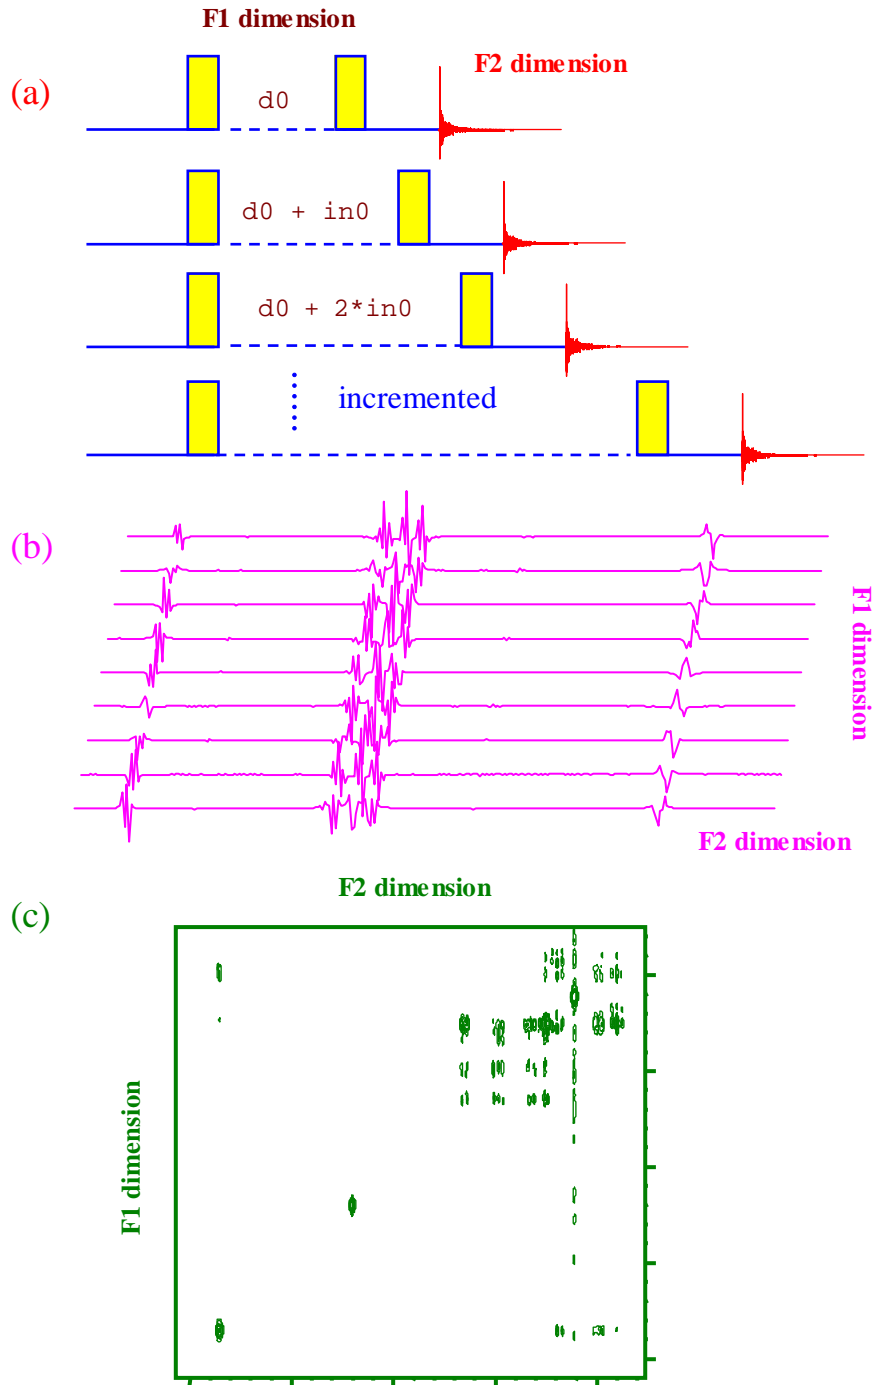 F1 dimension
F2 dimension
(a)
d0
d0 + in0
d0 + 2*in0
incremented
(b)
F1 dimension
F2 dimension
F2 dimension
(c)
F1 dimension